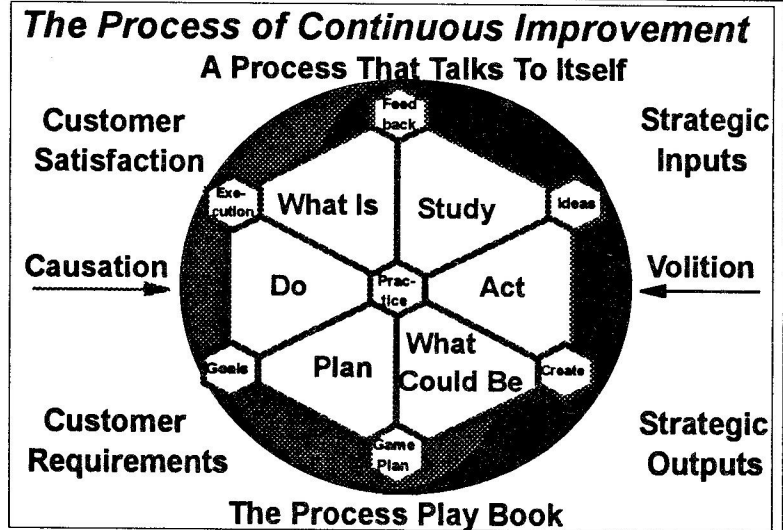 The Process of Continuous Improvement
A Process That Talks To Itself
Feed
back
Customer
Satisfaction
Strategic
Inputs
Exe-
cution
What Is
Study
Ideas
Causation
Do
Prac-
tice
Act
Volition
Goals
Plan
What
Could Be
Create
Customer
Requirements
Game
Plan
Strategic
Outputs
The Process Play Book